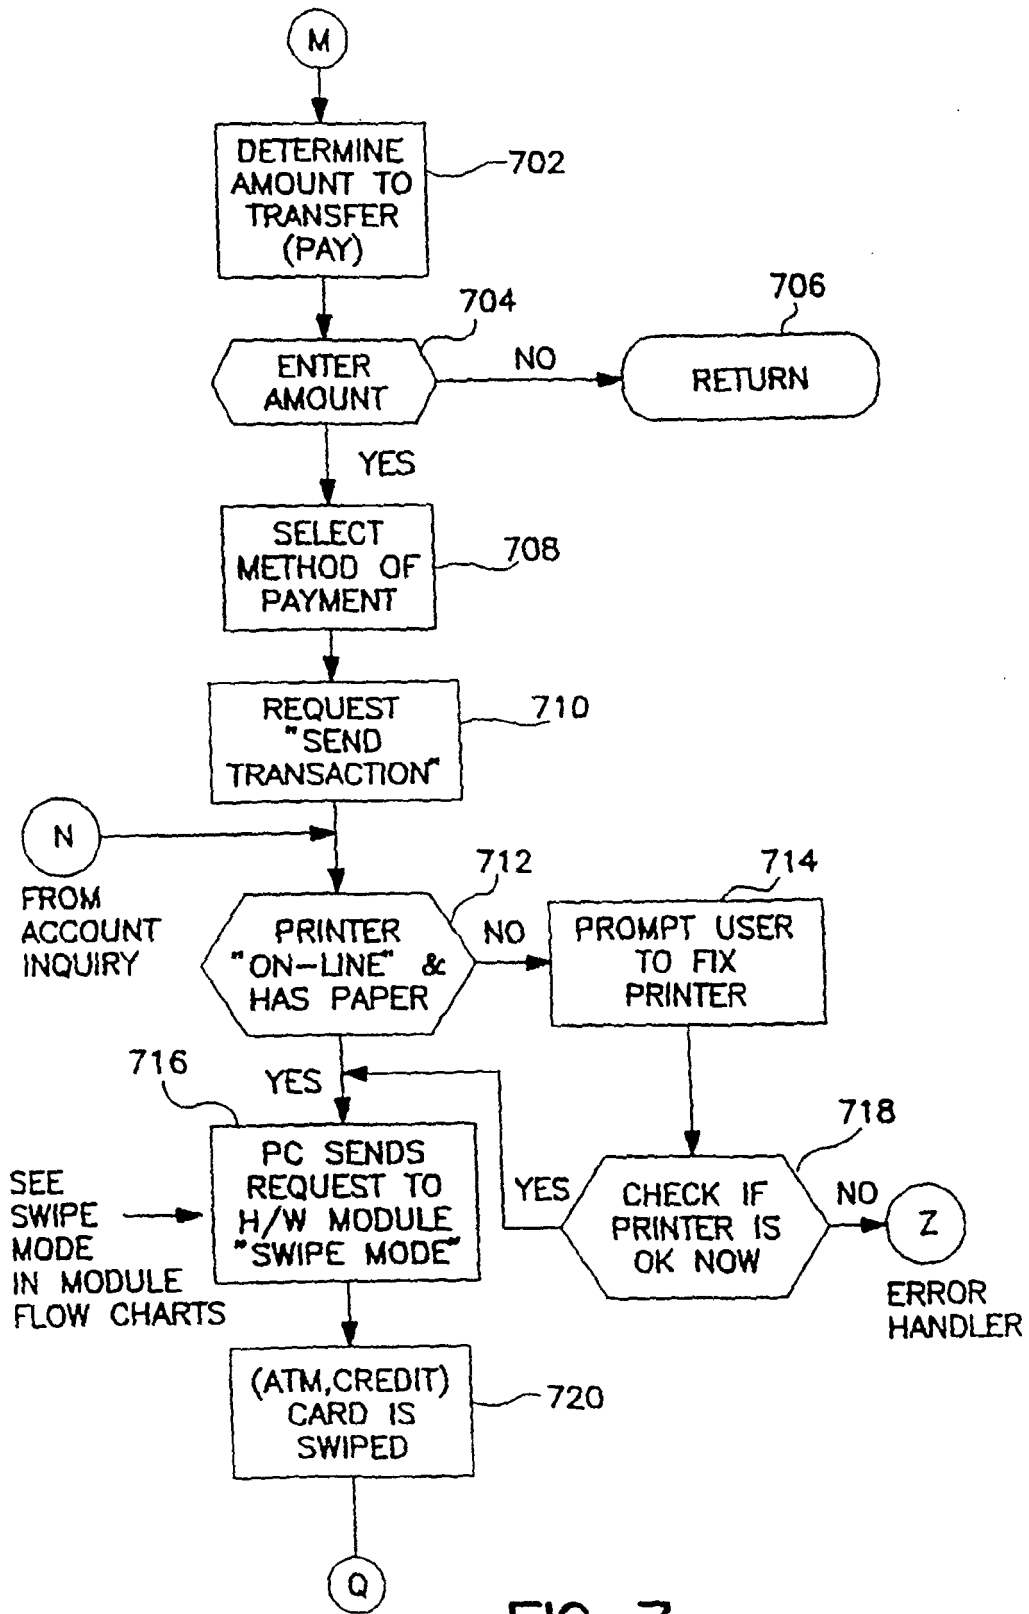 M
DETERMINE
AMOUNT TO
TRANSFER
(PAY)
702
704
706
ENTER
AMOUNT
NO
RETURN
YES
SELECT
METHOD OF
PAYMENT
708
REQUEST
"SEND
TRANSACTION"
710
N
FROM
ACCOUNT
INQUIRY
712
PRINTER
"ON-LINE" &
HAS PAPER
NO
714
PROMPT USER
TO FIX
PRINTER
YES
716
PC SENDS
REQUEST TO
H/W MODULE
"SWIPE MODE"
SEE
SWIPE
MODE
IN MODULE
FLOW CHARTS
718
YES
CHECK IF
PRINTER IS
OK NOW
NO
Z
ERROR
HANDLER
(ATM,CREDIT)
CARD IS
SWIPED
720
Q
FIG. 7